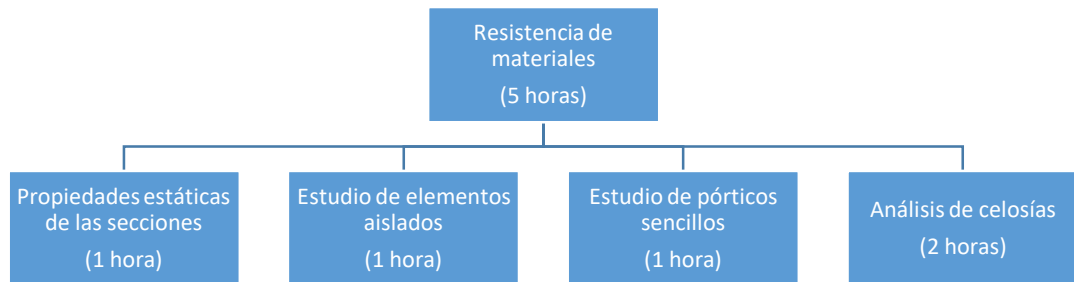 Resistencia de
materiales
(5 horas)
Propiedades estáticas
de las secciones
(1 hora)
Estudio de elementos
aislados
(1 hora)
Estudio de pórticos
sencillos
(1 hora)
Análisis de celosías
(2 horas)